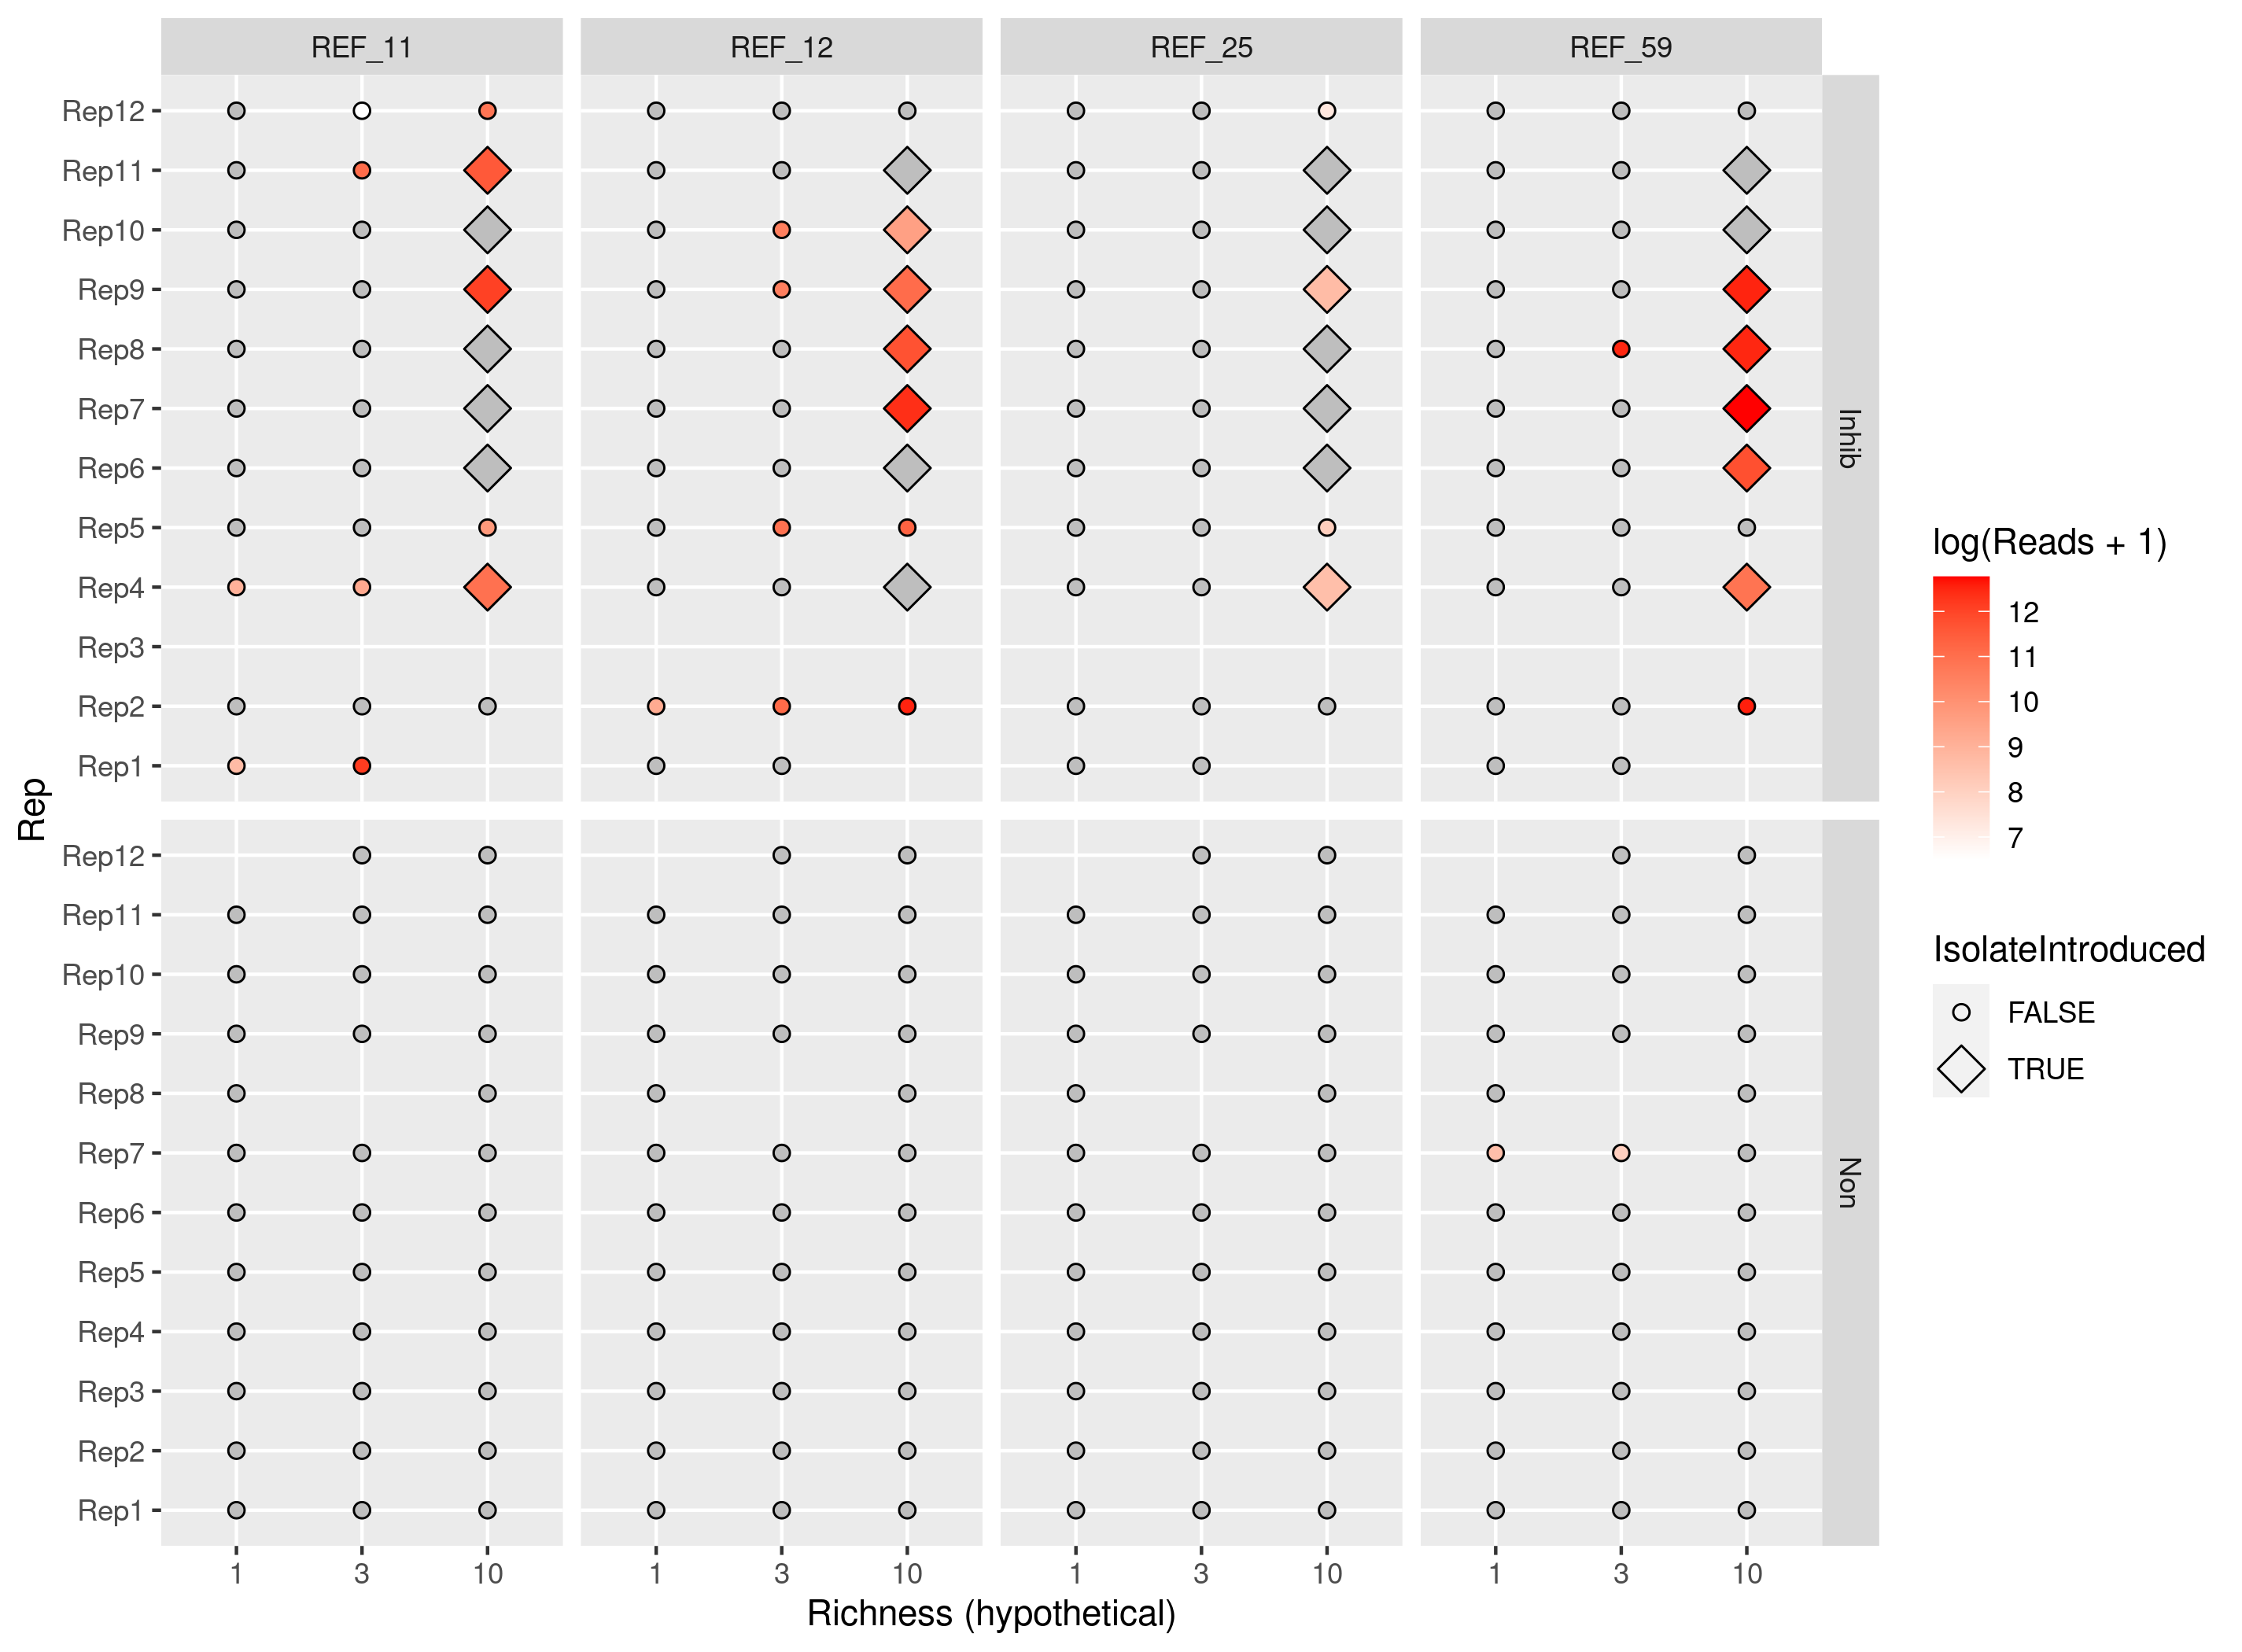 REF_11 REF_12 REF_25 REF_59
Rep12
Rep11
Rep10
Rep9
Rep8
Rep7
Rep6
Rep5
Rep4
Rep3
Rep2
Rep1
Inhib
Rep
Rep12
Rep11
Rep10
Rep9
Rep8
Rep7
Rep6
Rep5
Rep4
Rep3
Rep2
Rep1
Non
1 3 10 1 3 10 1 3 10 1 3 10
Richness (hypothetical)
log(Reads + 1)
12
11
10
9
8
7
IsolateIntroduced
FALSE
TRUE